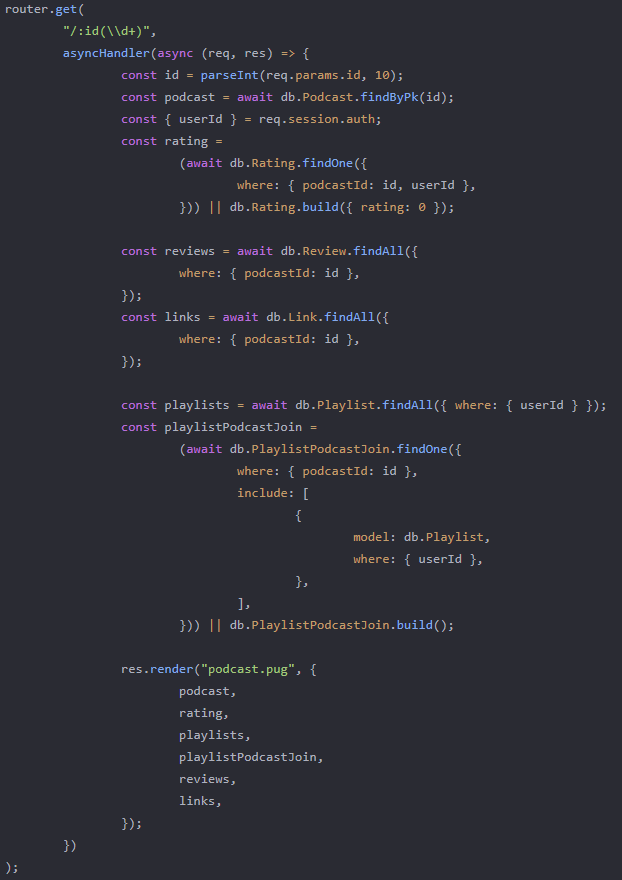 router.get(
	"/:id(\\d+)",
	asyncHandler(async (req, res) => {
		const id = parseInt(req.params.id, 10);
		const podcast = await db.Podcast.findByPk(id);
		const { userId } = req.session.auth;
		const rating =
			(await db.Rating.findOne({
				where: { podcastId: id, userId },
			})) || db.Rating.build({ rating: 0 });

		const reviews = await db.Review.findAll({
			where: { podcastId: id },
		});
		const links = await db.Link.findAll({
			where: { podcastId: id },
		});

		const playlists = await db.Playlist.findAll({ where: { userId } });
		const playlistPodcastJoin =
			(await db.PlaylistPodcastJoin.findOne({
				where: { podcastId: id },
				include: [
					{
						model: db.Playlist,
						where: { userId },
					},
				],
			})) || db.PlaylistPodcastJoin.build();

		res.render("podcast.pug", {
			podcast,
			rating,
			playlists,
			playlistPodcastJoin,
			reviews,
			links,
		});
	})
);